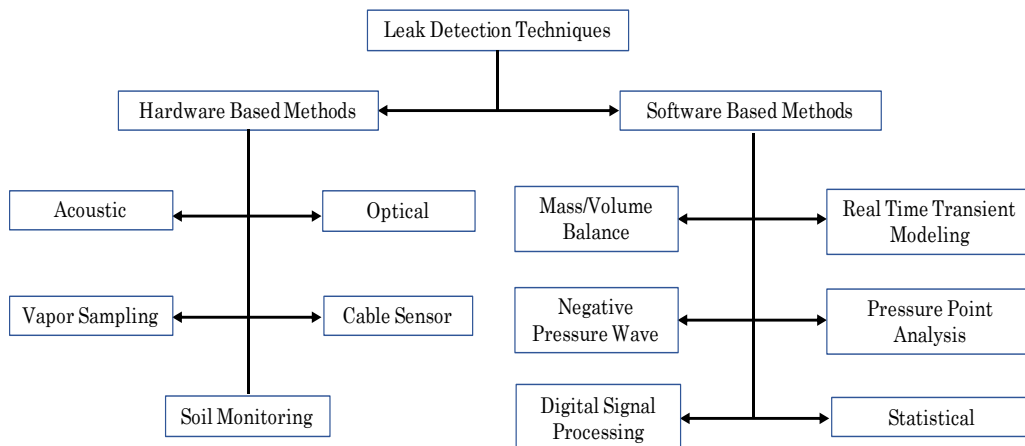 Leak Detection Techniques
Hardware Based Methods
Software Based Methods
Acoustic
Optical
Mass/Volume
Balance
Real Time Transient
Modeling
Vapor Sampling
Cable Sensor
Negative
Pressure Wave
Pressure Point
Analysis
Soil Monitoring
Digital Signal
Processing
Statistical